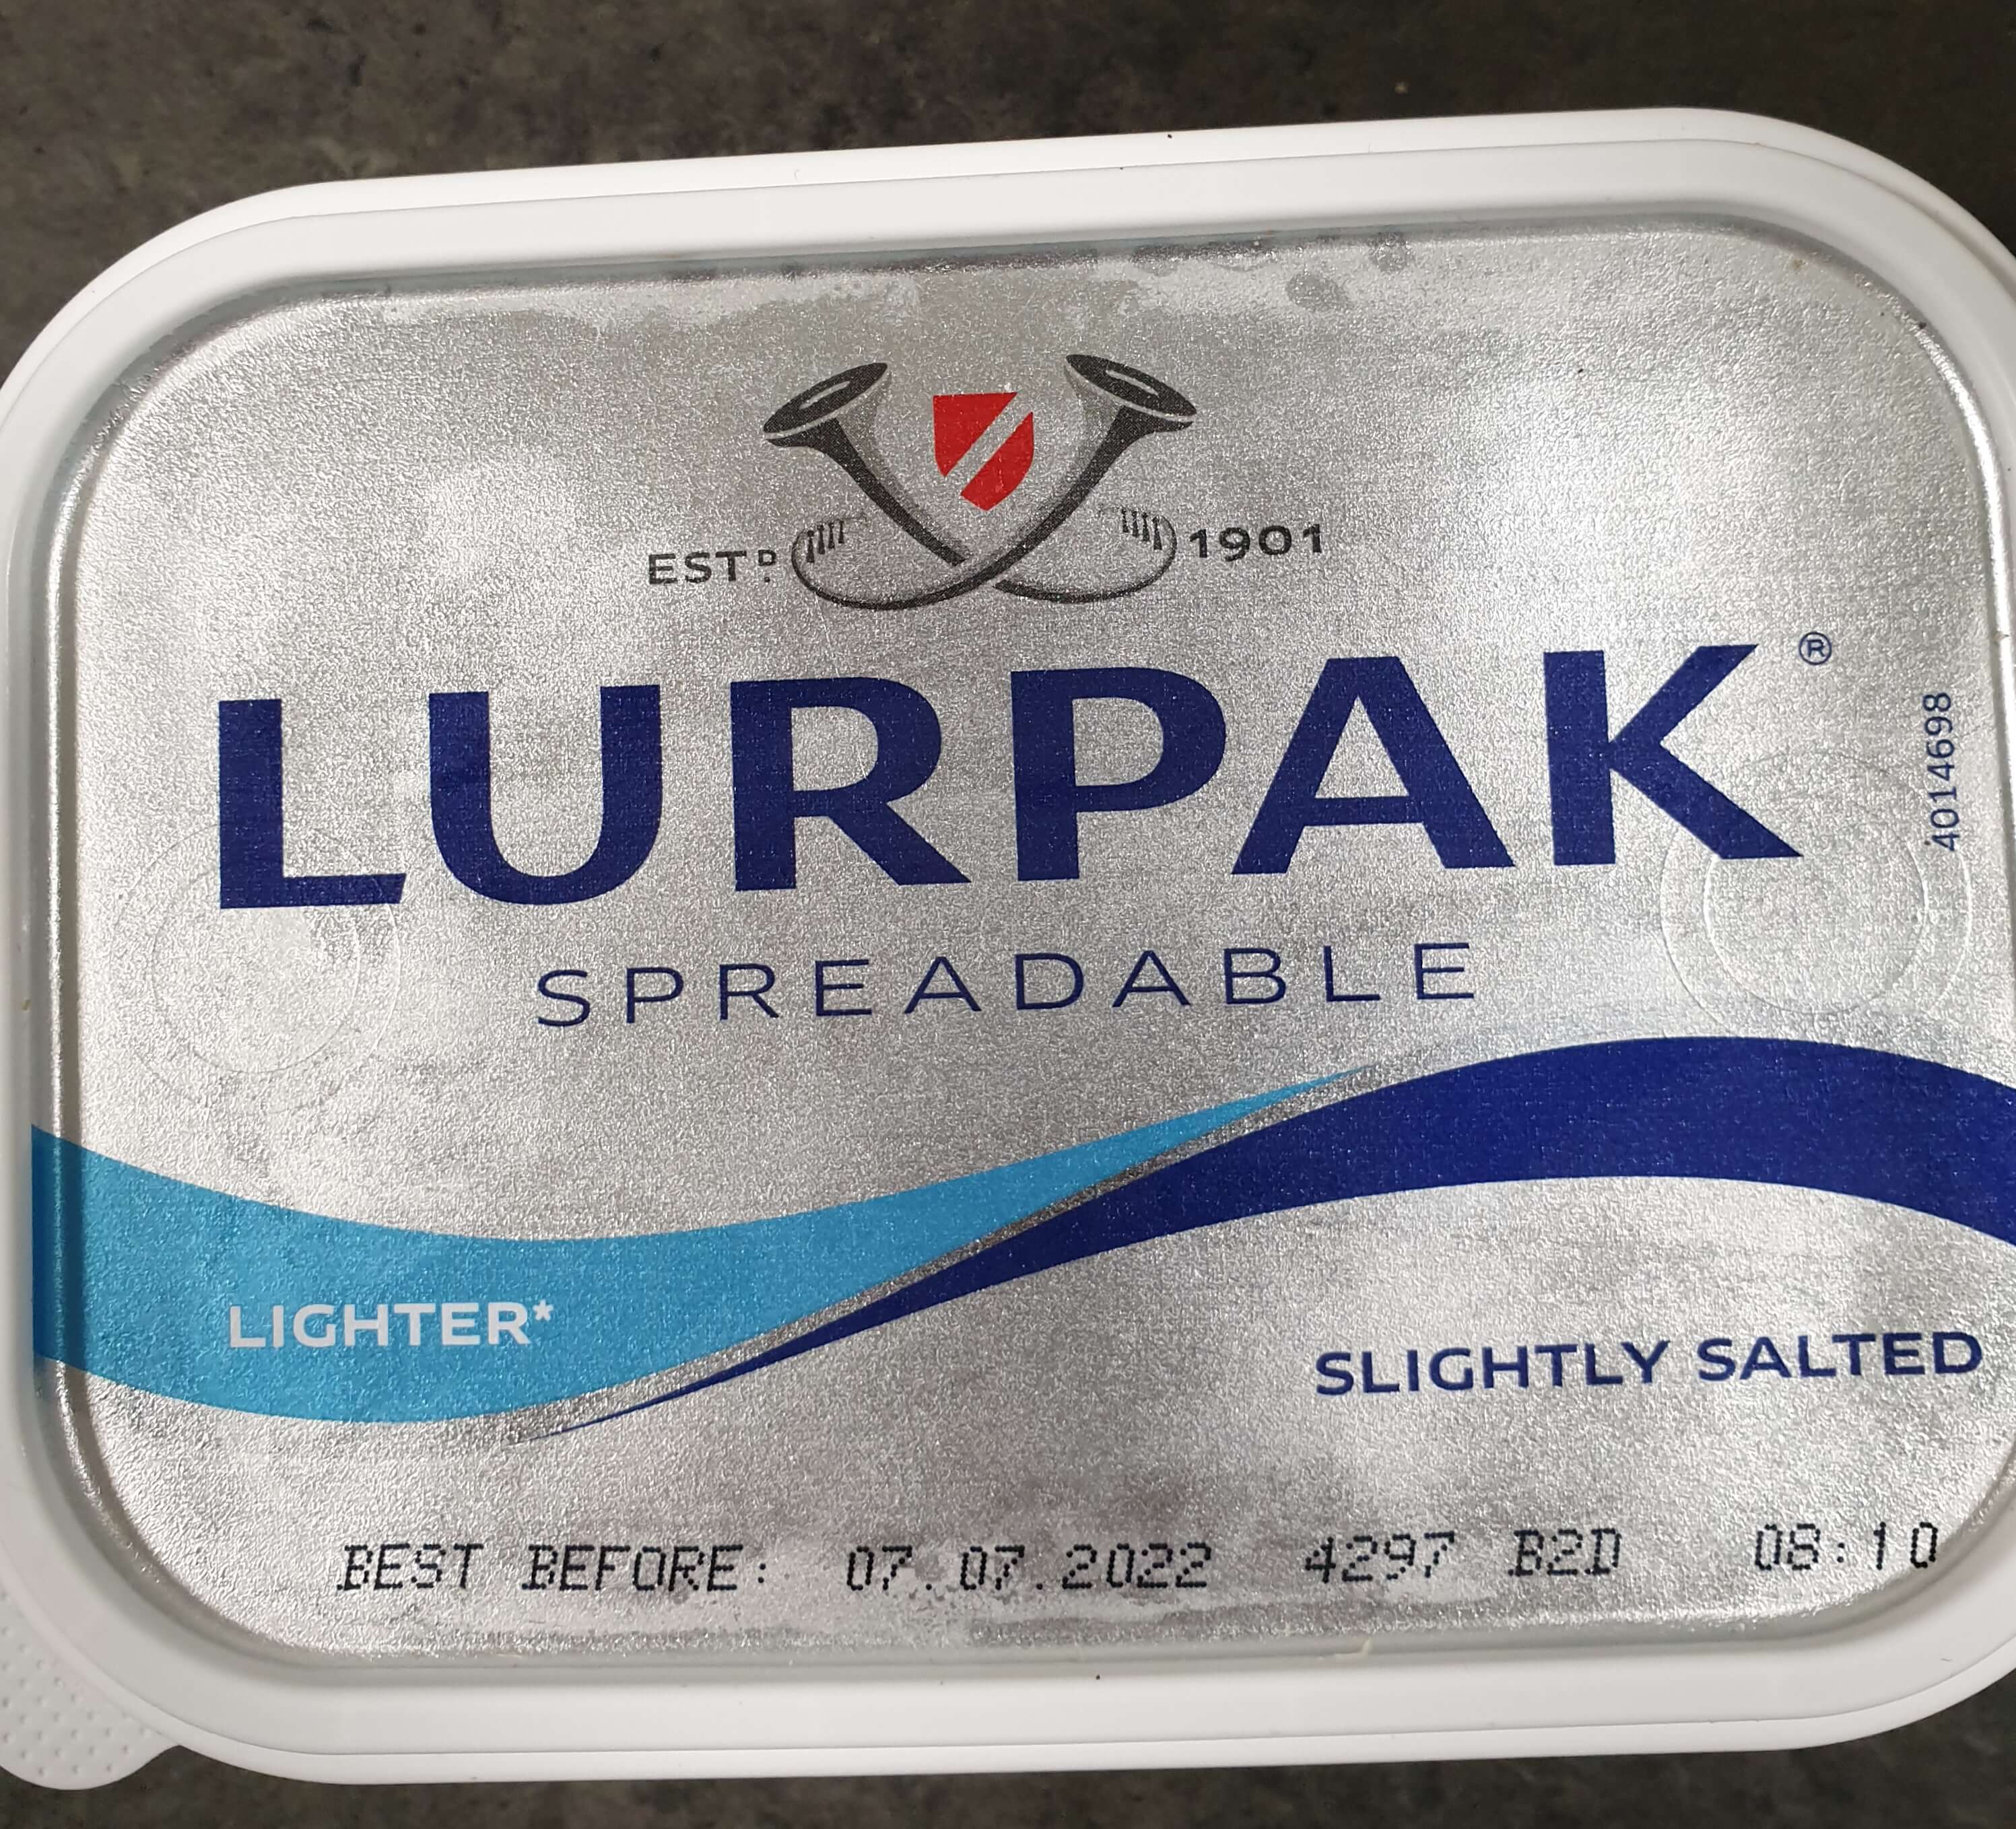 ESTD. 1901
LURPAK®
SPREADABLE
4014698
LIGHTER*
SLIGHTLY SALTED
BEST BEFORE: 07.07.2022 4297 B2D 08:10